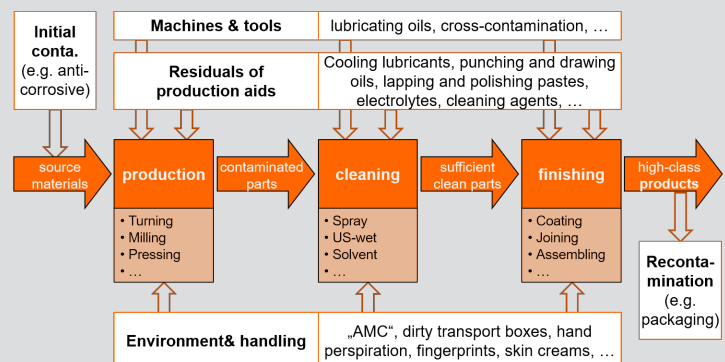 Initial
conta.
(e.g. anti-
corrosive)
Machines & tools
lubricating oils, cross-contamination, …
Residuals of
production aids
Cooling lubricants, punching and drawing
oils, lapping and polishing pastes,
electrolytes, cleaning agents, …
source
materials
production
contaminated
parts
cleaning
sufficient
clean parts
finishing
high-class
products
• Turning
• Milling
• Pressing
• …
• Spray
• US-wet
• Solvent
• …
• Coating
• Joining
• Assembling
• …
Reconta-
mination
(e.g.
packaging)
Environment& handling
„AMC“, dirty transport boxes, hand
perspiration, fingerprints, skin creams, …